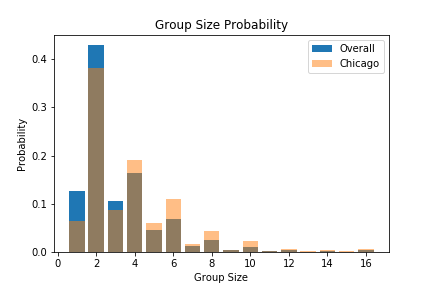 Group Size Probability
Overall
Chicago
Probability
0.4
0.3
0.2
0.1
0.0
0 2 4 6 8 10 12 14 16
Group Size